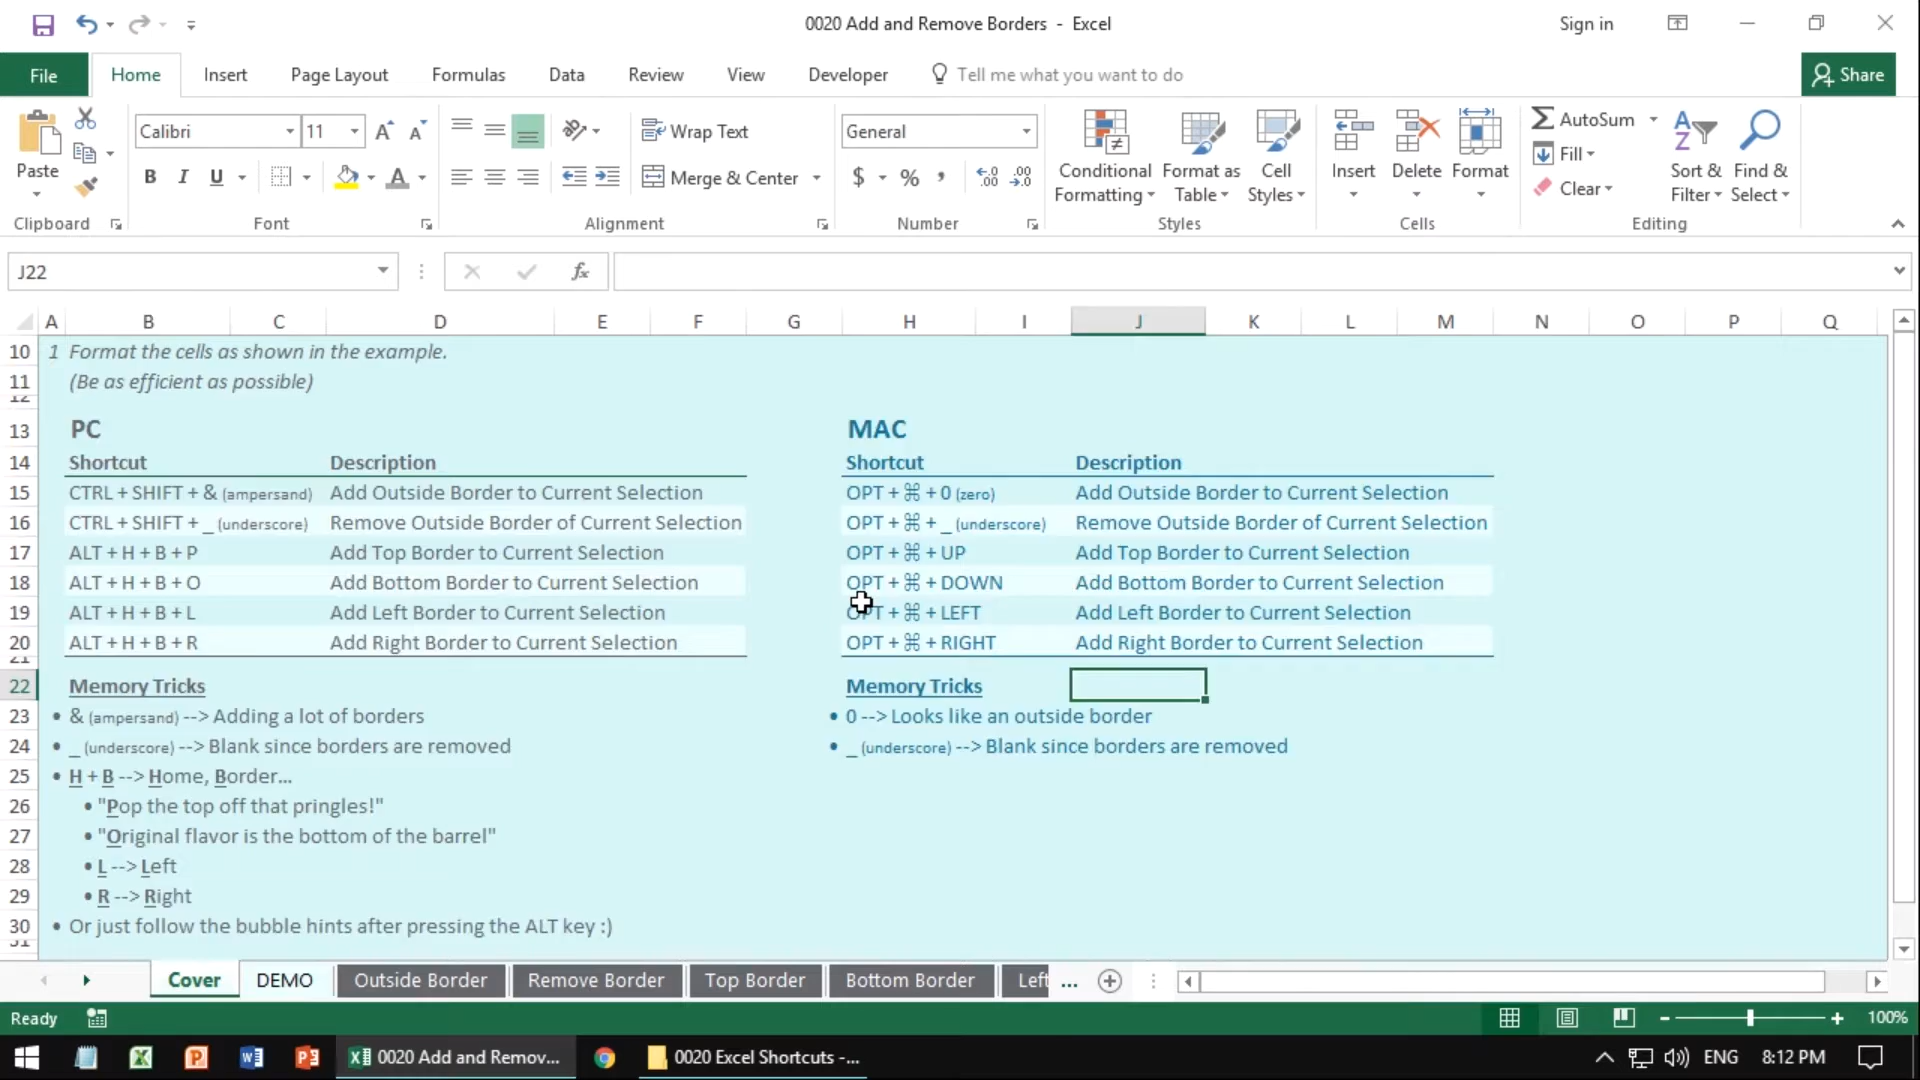 0020 Add and Remove Borders - Excel
Sign in
File Home Insert Page Layout Formulas Data Review View Developer Tell me what you want to do Share
Paste
Clipboard
Calibri 11
B I U
Font
Wrap Text
Merge & Center
Alignment
General
$ % ,
Number
Conditional Formatting
Format as Table
Cell Styles
Styles
Insert Delete Format
Cells
AutoSum
Fill
Clear
Sort & Filter
Find & Select
Editing
J22
fx
A B C D E F G H I J K L M N O P Q
10 1 Format the cells as shown in the example.
11 (Be as efficient as possible)
12
13 PC MAC
14 Shortcut Description Shortcut Description
15 CTRL + SHIFT + & (ampersand) Add Outside Border to Current Selection OPT + ⌘ + 0 (zero) Add Outside Border to Current Selection
16 CTRL + SHIFT + _ (underscore) Remove Outside Border of Current Selection OPT + ⌘ + _ (underscore) Remove Outside Border of Current Selection
17 ALT + H + B + P Add Top Border to Current Selection OPT + ⌘ + UP Add Top Border to Current Selection
18 ALT + H + B + O Add Bottom Border to Current Selection OPT + ⌘ + DOWN Add Bottom Border to Current Selection
19 ALT + H + B + L Add Left Border to Current Selection OPT + ⌘ + LEFT Add Left Border to Current Selection
20 ALT + H + B + R Add Right Border to Current Selection OPT + ⌘ + RIGHT Add Right Border to Current Selection
21
22 Memory Tricks Memory Tricks
23 • & (ampersand) --> Adding a lot of borders • 0 --> Looks like an outside border
24 • _ (underscore) --> Blank since borders are removed • _ (underscore) --> Blank since borders are removed
25 • H + B --> Home, Border...
26 • "Pop the top off that pringles!"
27 • "Original flavor is the bottom of the barrel"
28 • L --> Left
29 • R --> Right
30 • Or just follow the bubble hints after pressing the ALT key :)
31
Cover DEMO Outside Border Remove Border Top Border Bottom Border Left ...
Ready 100%
0020 Add and Remov... 0020 Excel Shortcuts -... ENG 8:12 PM